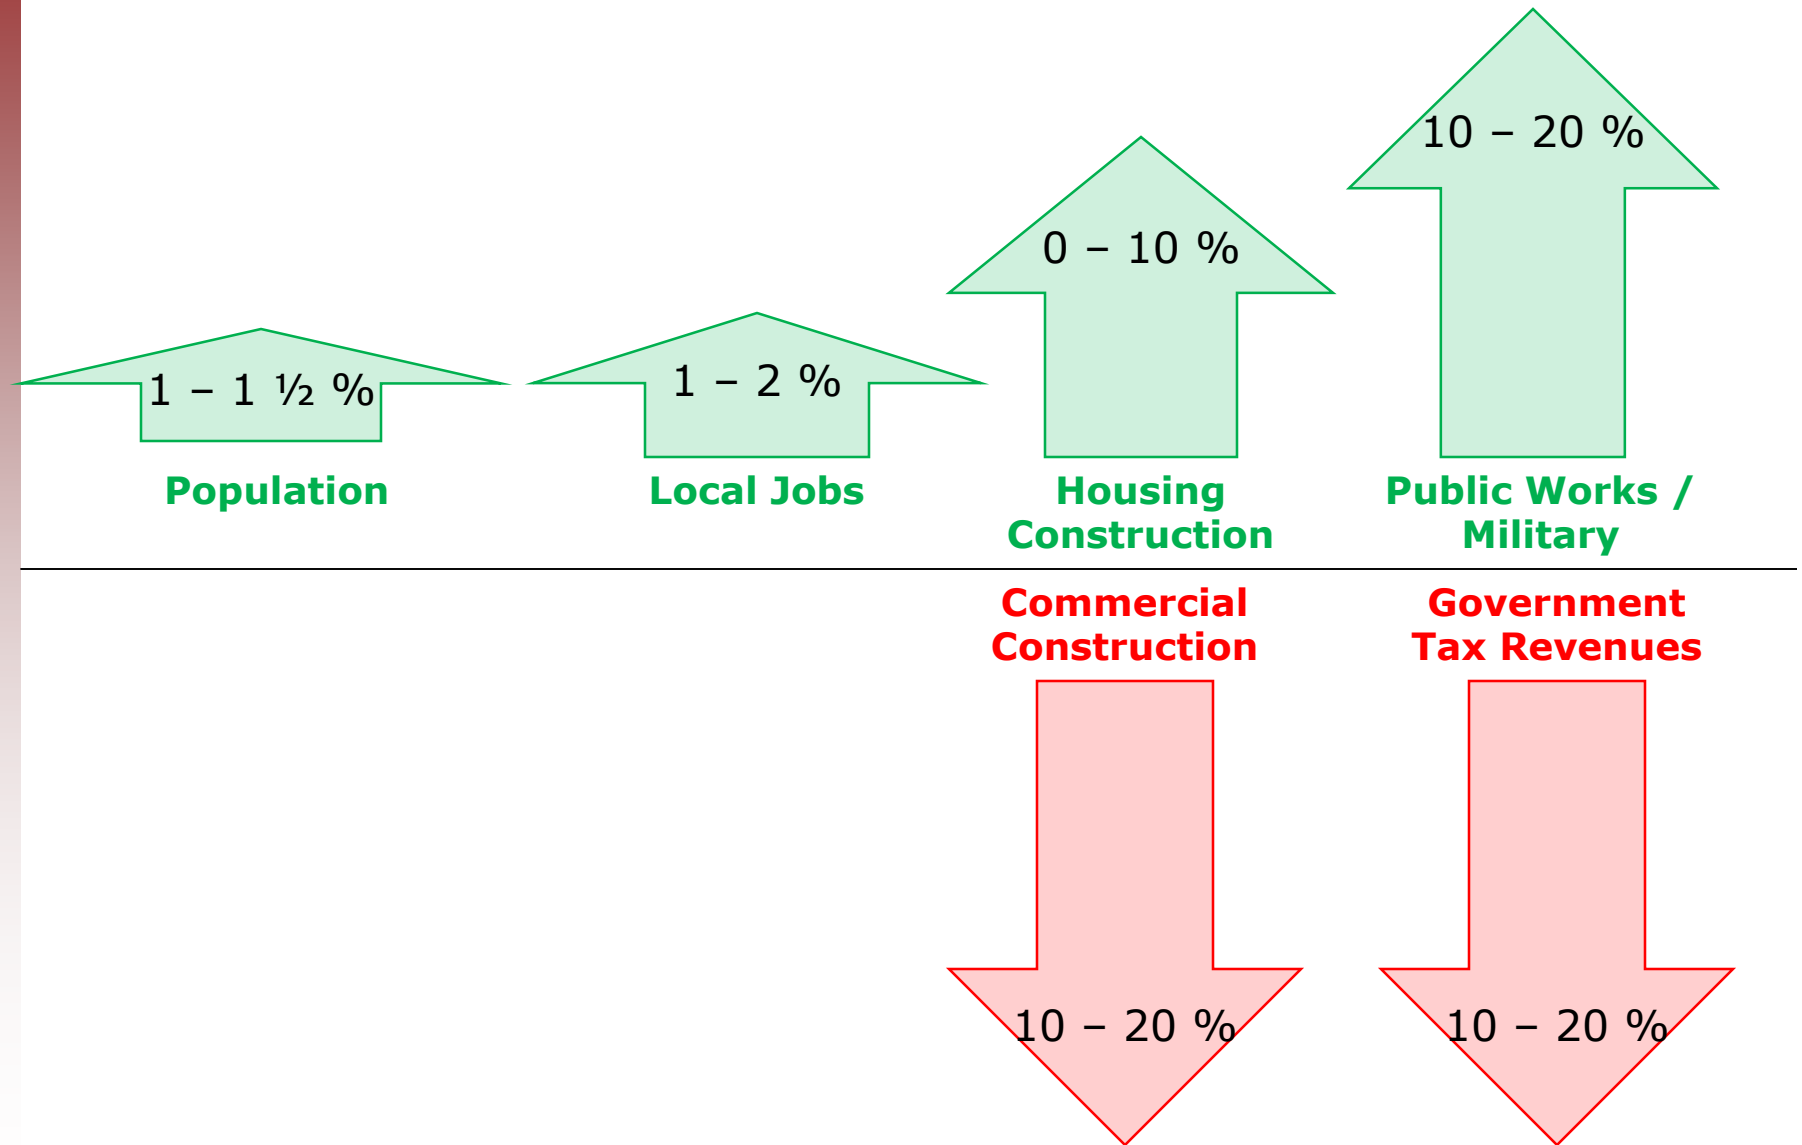 1 – 1 ½ %
Population
1 – 2 %
Local Jobs
0 – 10 %
Housing
Construction
10 – 20 %
Public Works /
Military
Commercial
Construction
10 – 20 %
Government
Tax Revenues
10 – 20 %